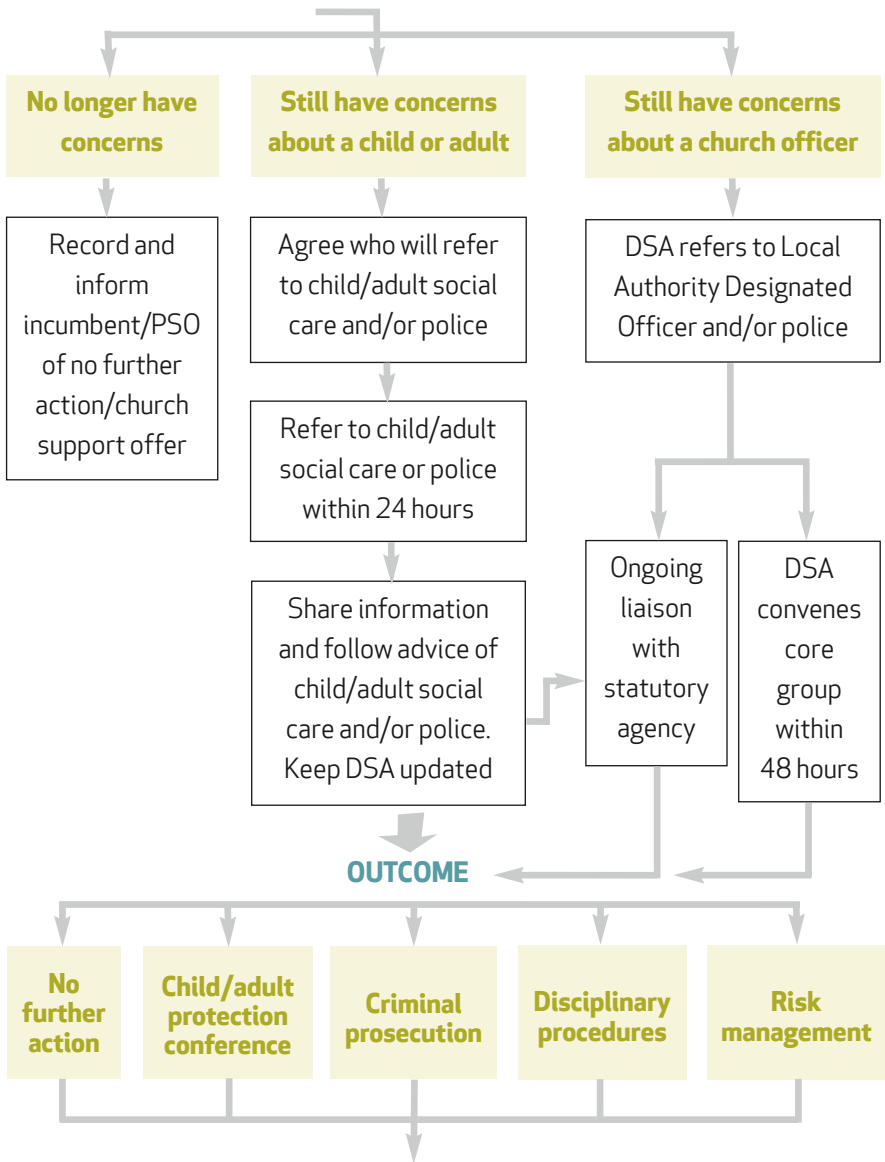 No longer have
concerns
Still have concerns
about a child or adult
Still have concerns
about a church officer
Record and
inform
incumbent/PSO
of no further
action/church
support offer
Agree who will refer
to child/adult social
care and/or police
DSA refers to Local
Authority Designated
Officer and/or police
Refer to child/adult
social care or police
within 24 hours
Share information
and follow advice of
child/adult social
care and/or police.
Keep DSA updated
Ongoing
liaison
with
statutory
agency
DSA
convenes
core
group
within
48 hours
OUTCOME
No
further
action
Child/adult
protection
conference
Criminal
prosecution
Disciplinary
procedures
Risk
management